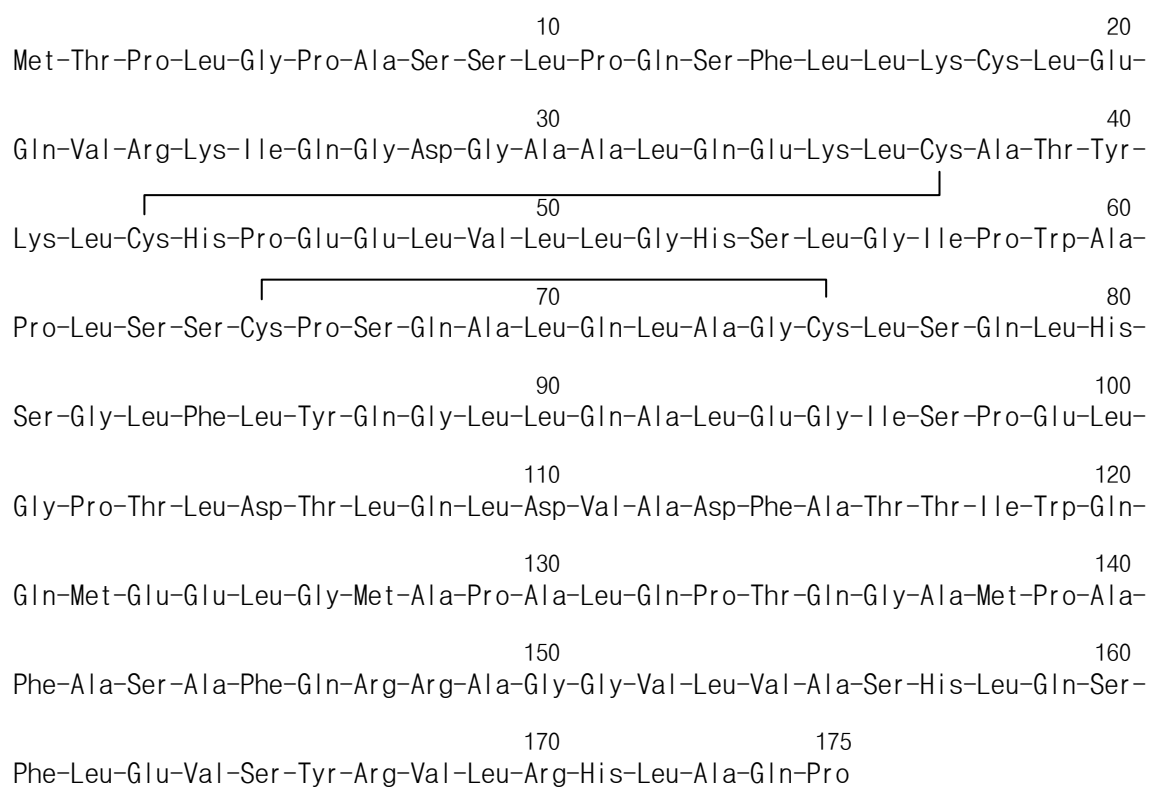 10 20
Met-Thr-Pro-Leu-Gly-Pro-Ala-Ser-Ser-Leu-Pro-Gln-Ser-Phe-Leu-Leu-Lys-Cys-Leu-Glu-
30 40
Gln-Val-Arg-Lys-Ile-Gln-Gly-Asp-Gly-Ala-Ala-Leu-Gln-Glu-Lys-Leu-Cys-Ala-Thr-Tyr-
50 60
Lys-Leu-Cys-His-Pro-Glu-Glu-Leu-Val-Leu-Leu-Gly-His-Ser-Leu-Gly-Ile-Pro-Trp-Ala-
70 80
Pro-Leu-Ser-Ser-Cys-Pro-Ser-Gln-Ala-Leu-Gln-Leu-Ala-Gly-Cys-Leu-Ser-Gln-Leu-His-
90 100
Ser-Gly-Leu-Phe-Leu-Tyr-Gln-Gly-Leu-Leu-Gln-Ala-Leu-Glu-Gly-Ile-Ser-Pro-Glu-Leu-
110 120
Gly-Pro-Thr-Leu-Asp-Thr-Leu-Gln-Leu-Asp-Val-Ala-Asp-Phe-Ala-Thr-Thr-Ile-Trp-Gln-
130 140
Gln-Met-Glu-Glu-Leu-Gly-Met-Ala-Pro-Ala-Leu-Gln-Pro-Thr-Gln-Gly-Ala-Met-Pro-Ala-
150 160
Phe-Ala-Ser-Ala-Phe-Gln-Arg-Arg-Ala-Gly-Gly-Val-Leu-Val-Ala-Ser-His-Leu-Gln-Ser-
170 175
Phe-Leu-Glu-Val-Ser-Tyr-Arg-Val-Leu-Arg-His-Leu-Ala-Gln-Pro